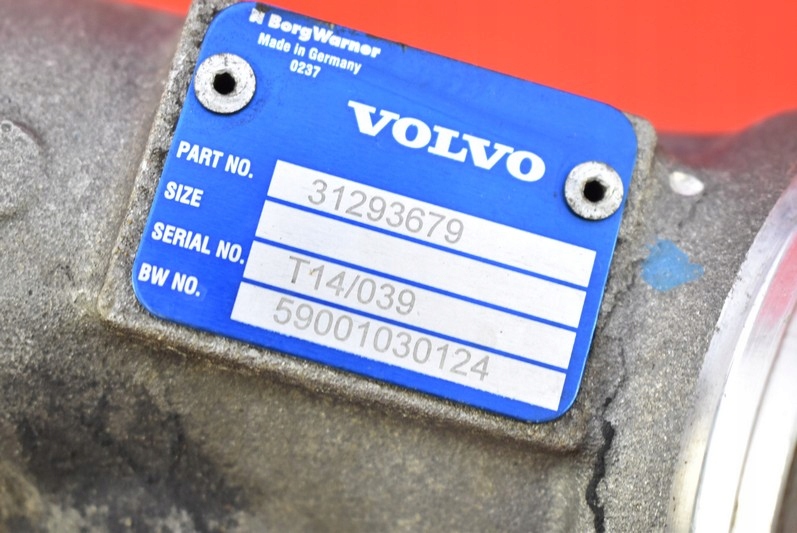 BorgWarner
Made in Germany
0237
VOLVO
PART NO. 31293679
SIZE
SERIAL NO. T14/039
BW NO. 59001030124